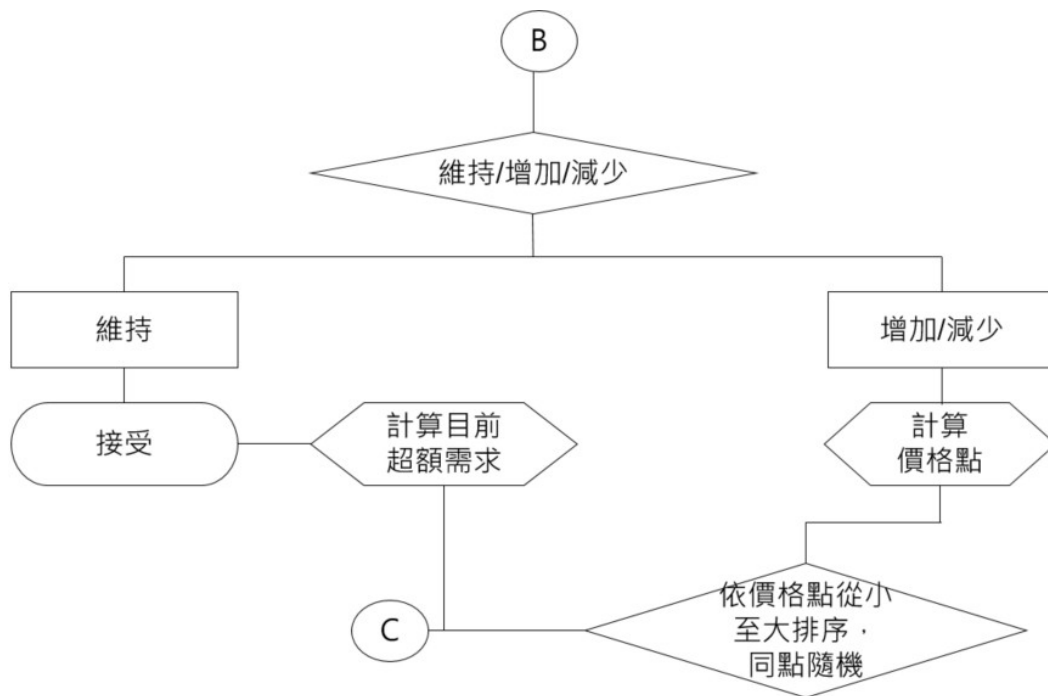 B
維持/增加/減少
維持
增加/減少
接受
計算目前
超額需求
計算
價格點
C
依價格點從小
至大排序，
同點隨機